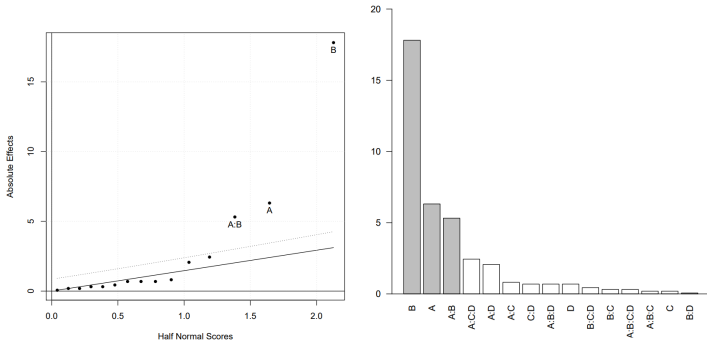 15
10
5
0
Absolute Effects
B
A
A:B
0.0 0.5 1.0 1.5 2.0
Half Normal Scores
20
15
10
5
0
B A A:B A:C:D A:D A:C C:D A:B:D D B:C:D B:C A:B:C:D A:B:C C B:D